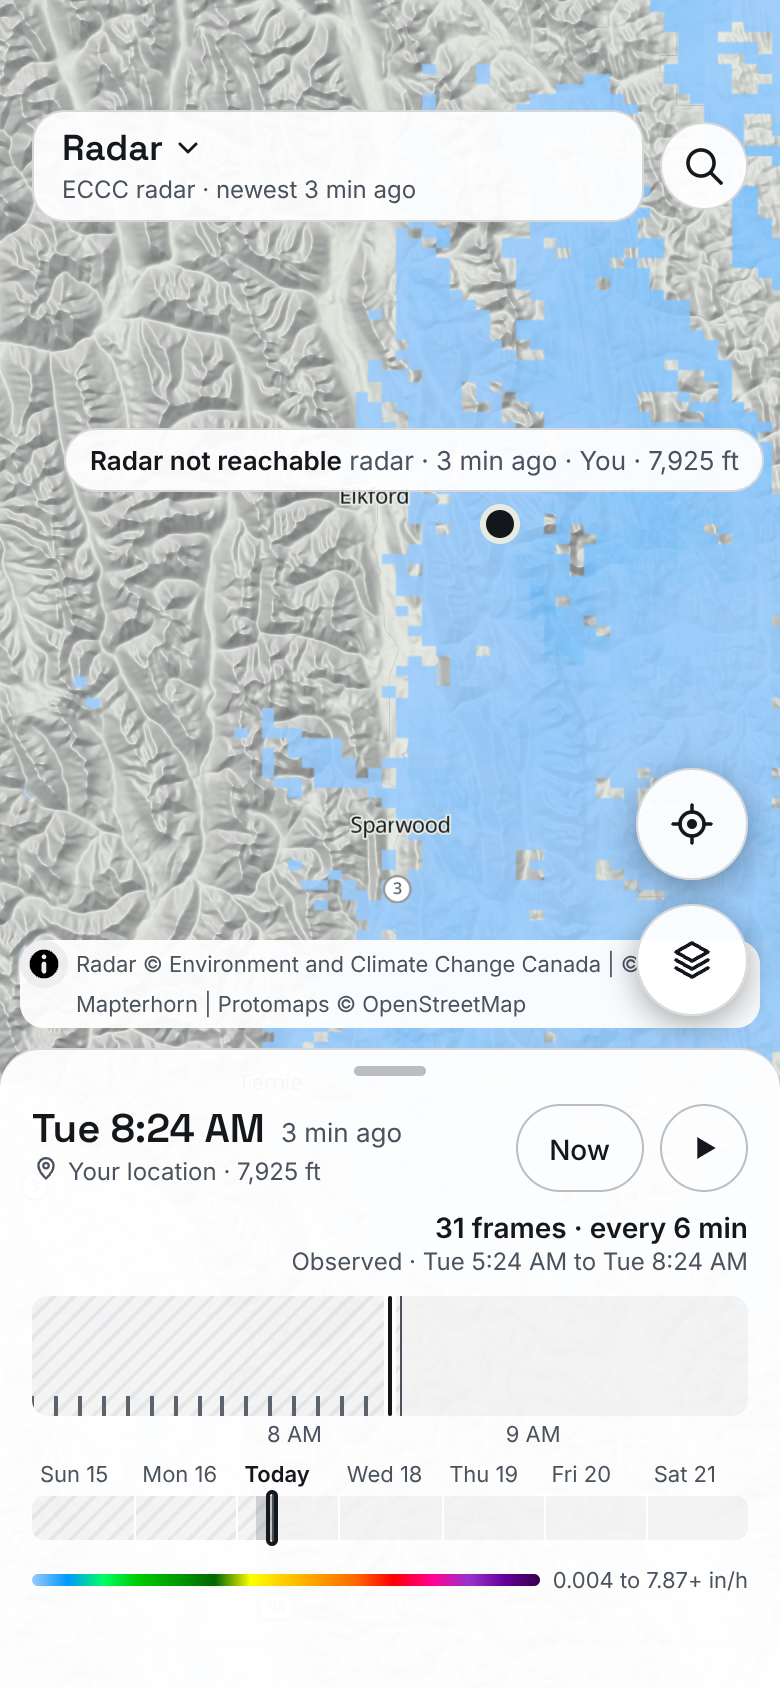 Radar
ECCC radar · newest 3 min ago
Radar not reachable radar · 3 min ago · You · 7,925 ft
Elkford
Sparwood
3
Radar © Environment and Climate Change Canada | ©
Mapterhorn | Protomaps © OpenStreetMap
Fernie
Tue 8:24 AM 3 min ago
Now
Your location · 7,925 ft
31 frames · every 6 min
Observed · Tue 5:24 AM to Tue 8:24 AM
8 AM 9 AM
Sun 15 Mon 16 Today Wed 18 Thu 19 Fri 20 Sat 21
0.004 to 7.87+ in/h
93